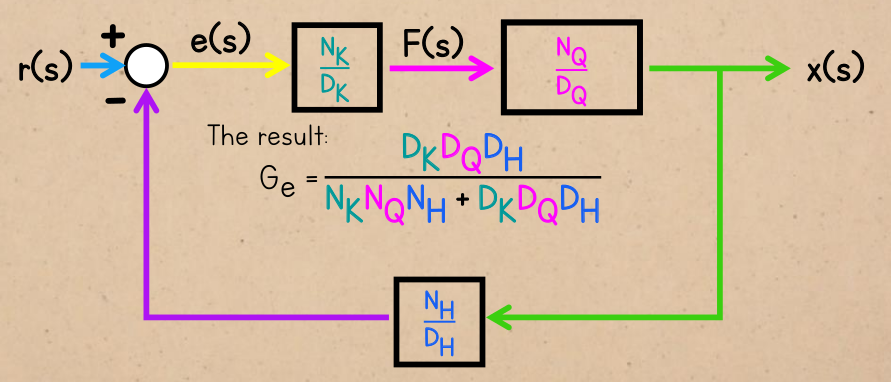 +
r(s)
e(s)
N_K
D_K
F(s)
N_Q
D_Q
x(s)
−
The result:
G_e = D_K D_Q D_H / N_K N_Q N_H + D_K D_Q D_H
N_H
D_H